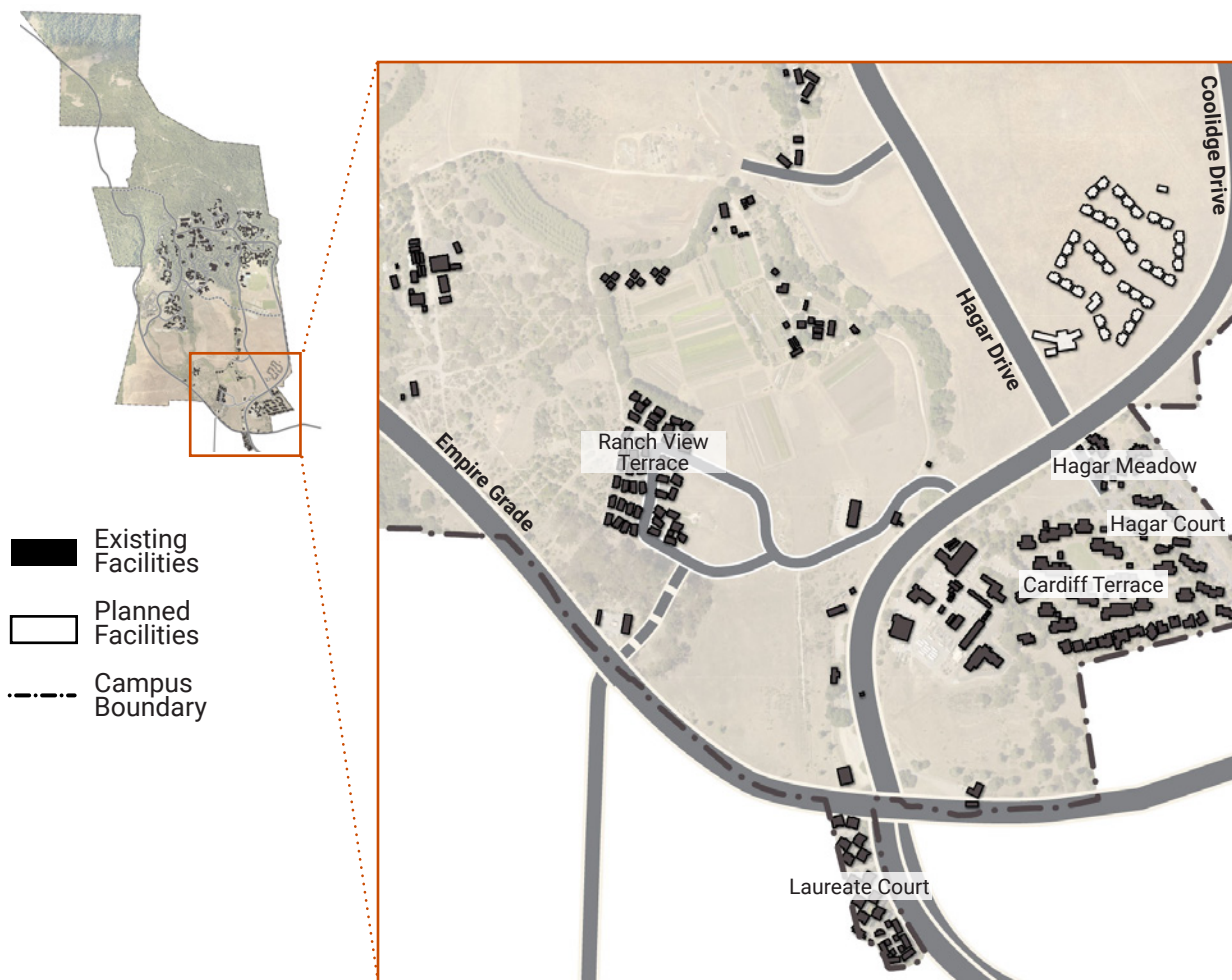 Coolidge Drive
Hagar Drive
Empire Grade
Ranch View
Terrace
Hagar Meadow
Hagar Court
Cardiff Terrace
Laureate Court
Existing
Facilities
Planned
Facilities
Campus
Boundary